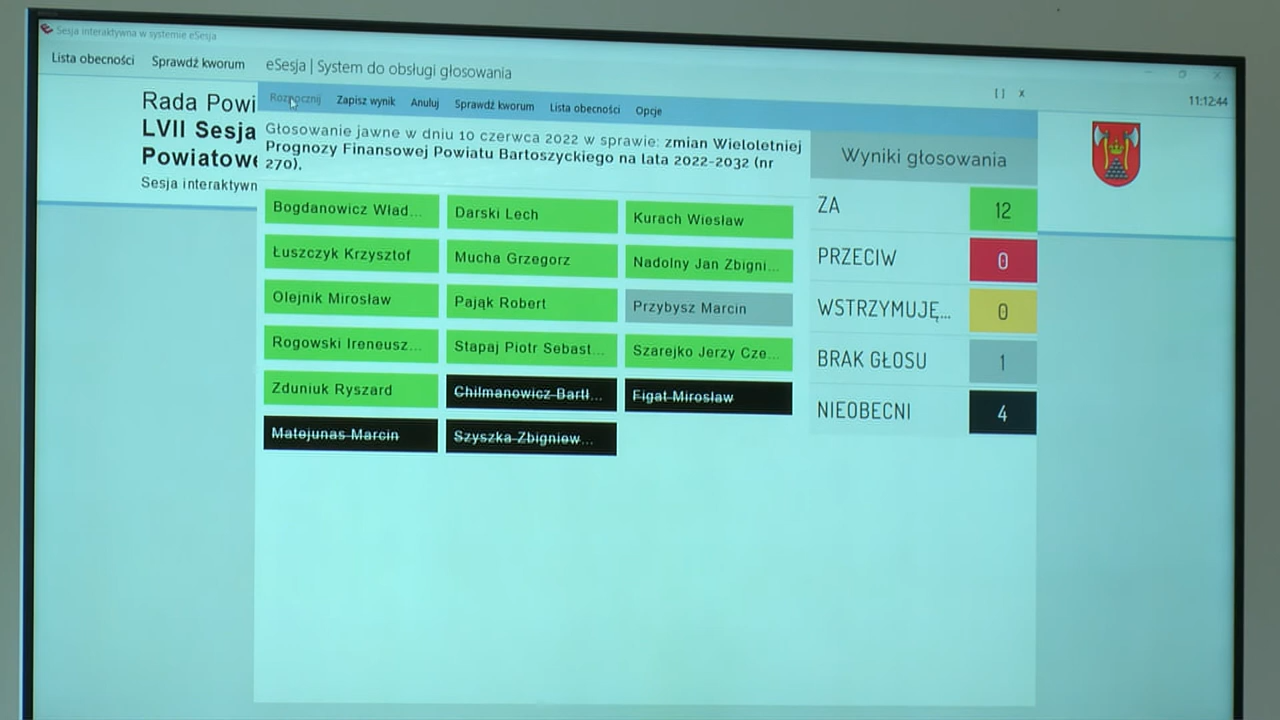 Sesja interaktywna w systemie eSesja
Lista obecności Sprawdź kworum eSesja | System do obsługi głosowania
Rozpocznij Zapisz wynik Anuluj Sprawdź kworum Lista obecności Opcje [ ] x
11:12:44
Rada Powi
LVII Sesja
Powiatowe
Sesja interaktywn
Głosowanie jawne w dniu 10 czerwca 2022 w sprawie: zmian Wieloletniej
Prognozy Finansowej Powiatu Bartoszyckiego na lata 2022-2032 (nr
270).
Bogdanowicz Wład... Darski Lech Kurach Wiesław
Łuszczyk Krzysztof Mucha Grzegorz Nadolny Jan Zbigni...
Olejnik Mirosław Pająk Robert Przybysz Marcin
Rogowski Ireneusz... Stapaj Piotr Sebast... Szarejko Jerzy Cze...
Zduniuk Ryszard Chilmanowicz Bartł... Figat Mirosław
Matejunas Marcin Szyszka Zbigniew...
Wyniki głosowania
ZA 12
PRZECIW 0
WSTRZYMUJĘ... 0
BRAK GŁOSU 1
NIEOBECNI 4